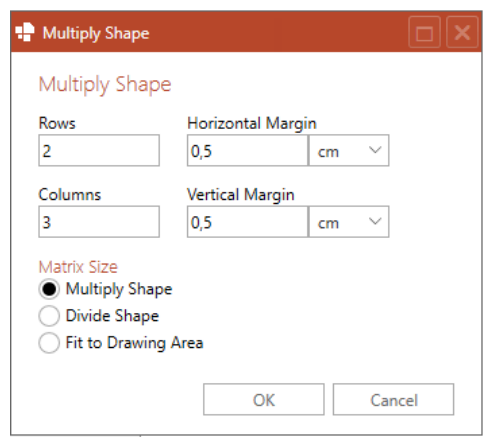 Multiply Shape
Multiply Shape
Rows Horizontal Margin
2 0,5 cm
Columns Vertical Margin
3 0,5 cm
Matrix Size
Multiply Shape
Divide Shape
Fit to Drawing Area
OK Cancel